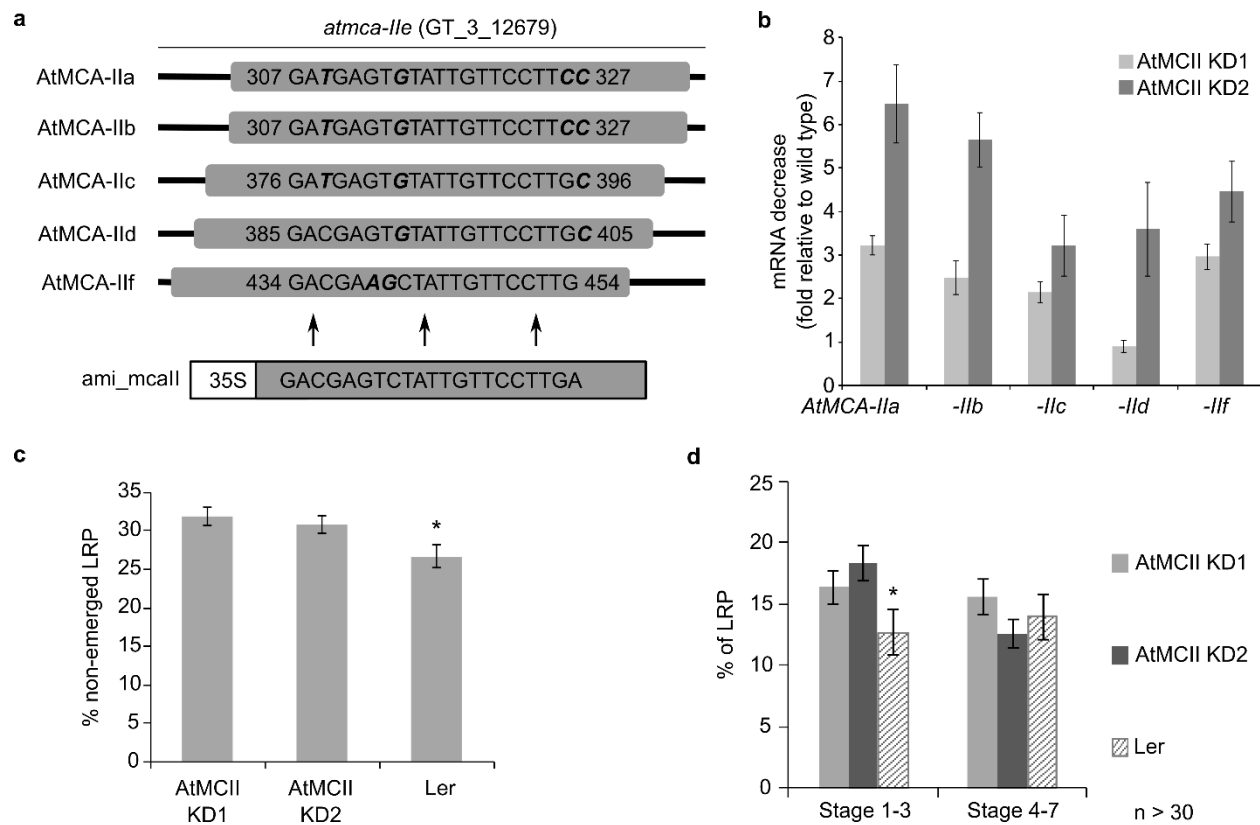 a
atmca-IIe (GT_3_12679)
AtMCA-IIa
307 GATGAGTGTATTGTTCCTTCC 327
AtMCA-IIb
307 GATGAGTGTATTGTTCCTTCC 327
AtMCA-IIc
376 GATGAGTGTATTGTTCCTTGC 396
AtMCA-IId
385 GACGAGTGTATTGTTCCTTGC 405
AtMCA-IIf
434 GACGAAGCTATTGTTCCTTG 454
ami_mcaII
35S
GACGAGTCTATTGTTCCTTGA
b
mRNA decrease
(fold relative to wild type)
8
7
6
5
4
3
2
1
0
AtMCII KD1
AtMCII KD2
AtMCA-IIa
-IIb
-IIc
-IId
-IIf
c
% non-emerged LRP
35
30
25
20
15
10
5
0
*
AtMCII
KD1
AtMCII
KD2
Ler
d
% of LRP
25
20
15
10
5
0
*
Stage 1-3
Stage 4-7
AtMCII KD1
AtMCII KD2
Ler
n > 30